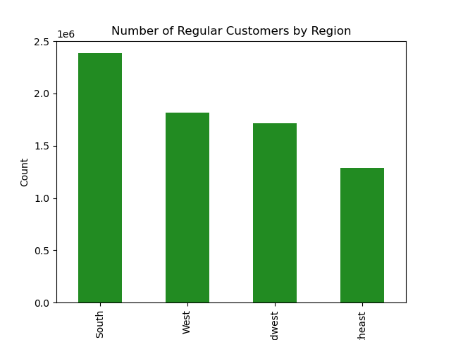 Number of Regular Customers by Region
1e6
2.5
2.0
1.5
1.0
0.5
0.0
Count
South
West
dwest
heast